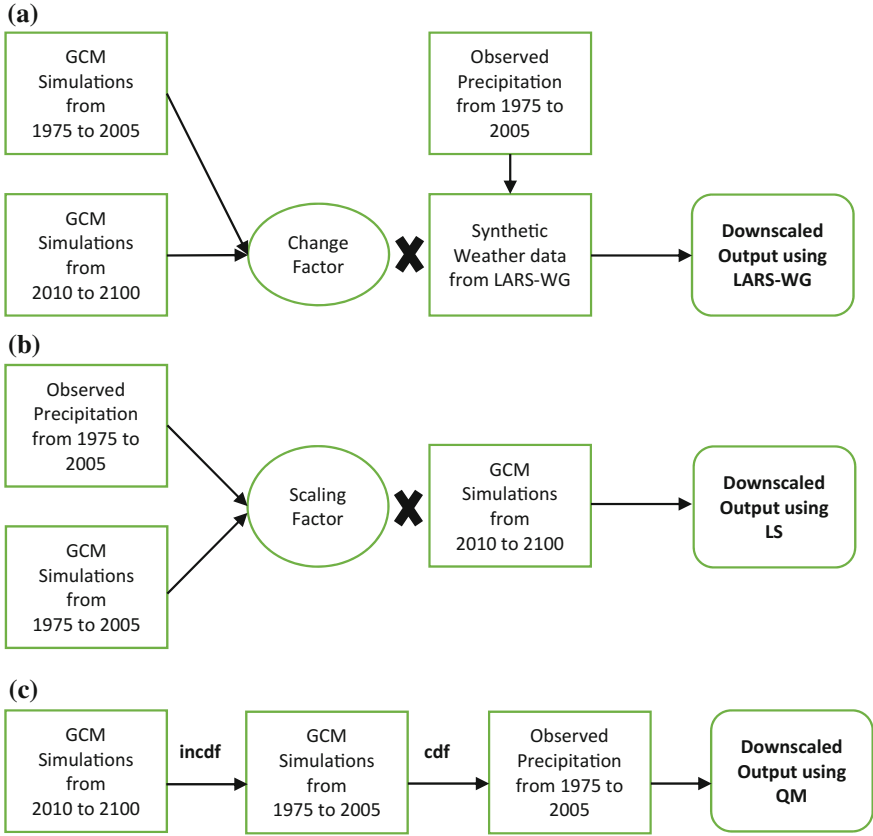 (a)
GCM
Simulations
from
1975 to 2005
Observed
Precipitation
from 1975 to
2005
GCM
Simulations
from
2010 to 2100
Change
Factor
Synthetic
Weather data
from LARS-WG
Downscaled
Output using
LARS-WG
(b)
Observed
Precipitation
from 1975 to
2005
GCM
Simulations
from
1975 to 2005
Scaling
Factor
GCM
Simulations
from
2010 to 2100
Downscaled
Output using
LS
(c)
GCM
Simulations
from
2010 to 2100
incdf
GCM
Simulations
from
1975 to 2005
cdf
Observed
Precipitation
from 1975 to
2005
Downscaled
Output using
QM